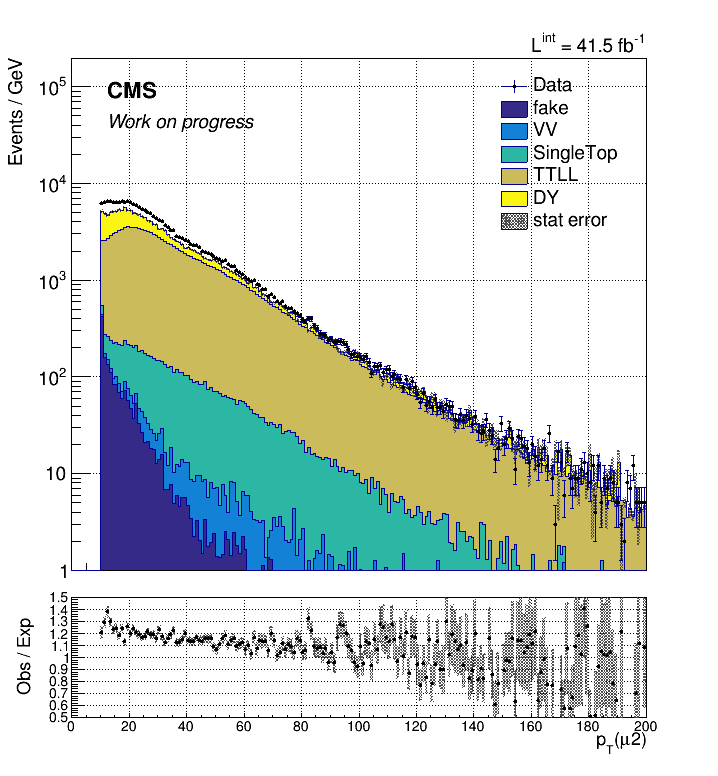 L^int = 41.5 fb^-1
Events / GeV
10^5
10^4
10^3
10^2
10
1
CMS
Work on progress
Data
fake
VV
SingleTop
TTLL
DY
stat error
Obs / Exp
1.5
1.4
1.3
1.2
1.1
1
0.9
0.8
0.7
0.6
0.5
0 20 40 60 80 100 120 140 160 180 200
p_T(μ2)